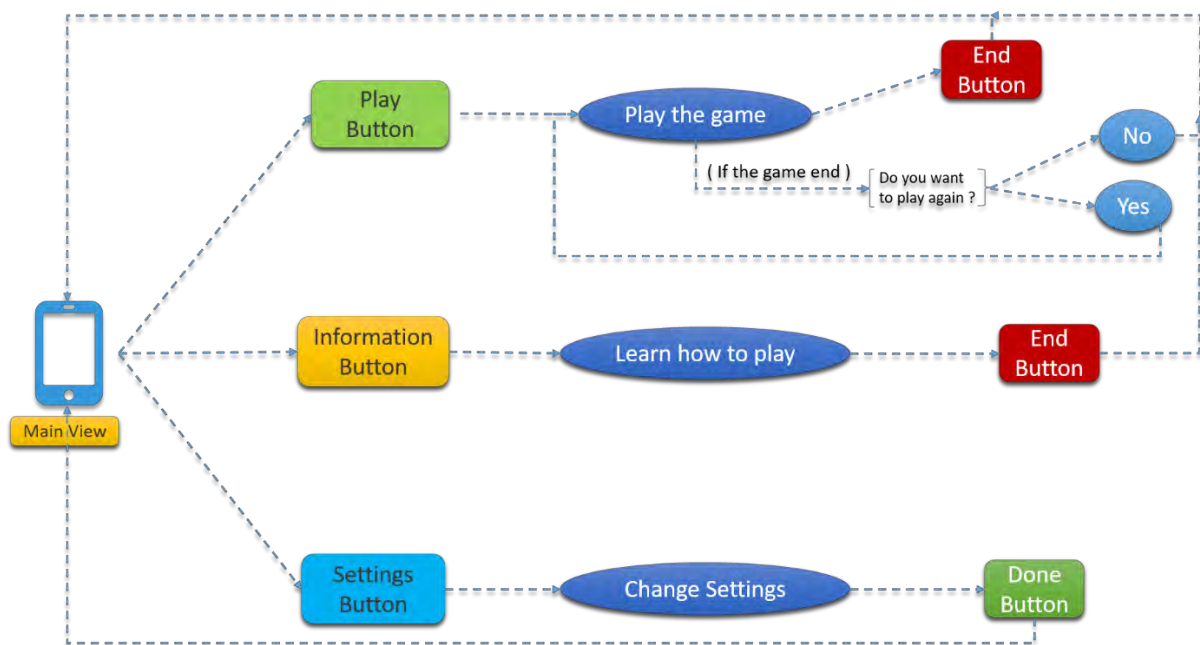 End
Button
Play
Button
Play the game
No
( If the game end )
Do you want
to play again ?
Yes
Information
Button
Learn how to play
End
Button
Main View
Settings
Button
Change Settings
Done
Button